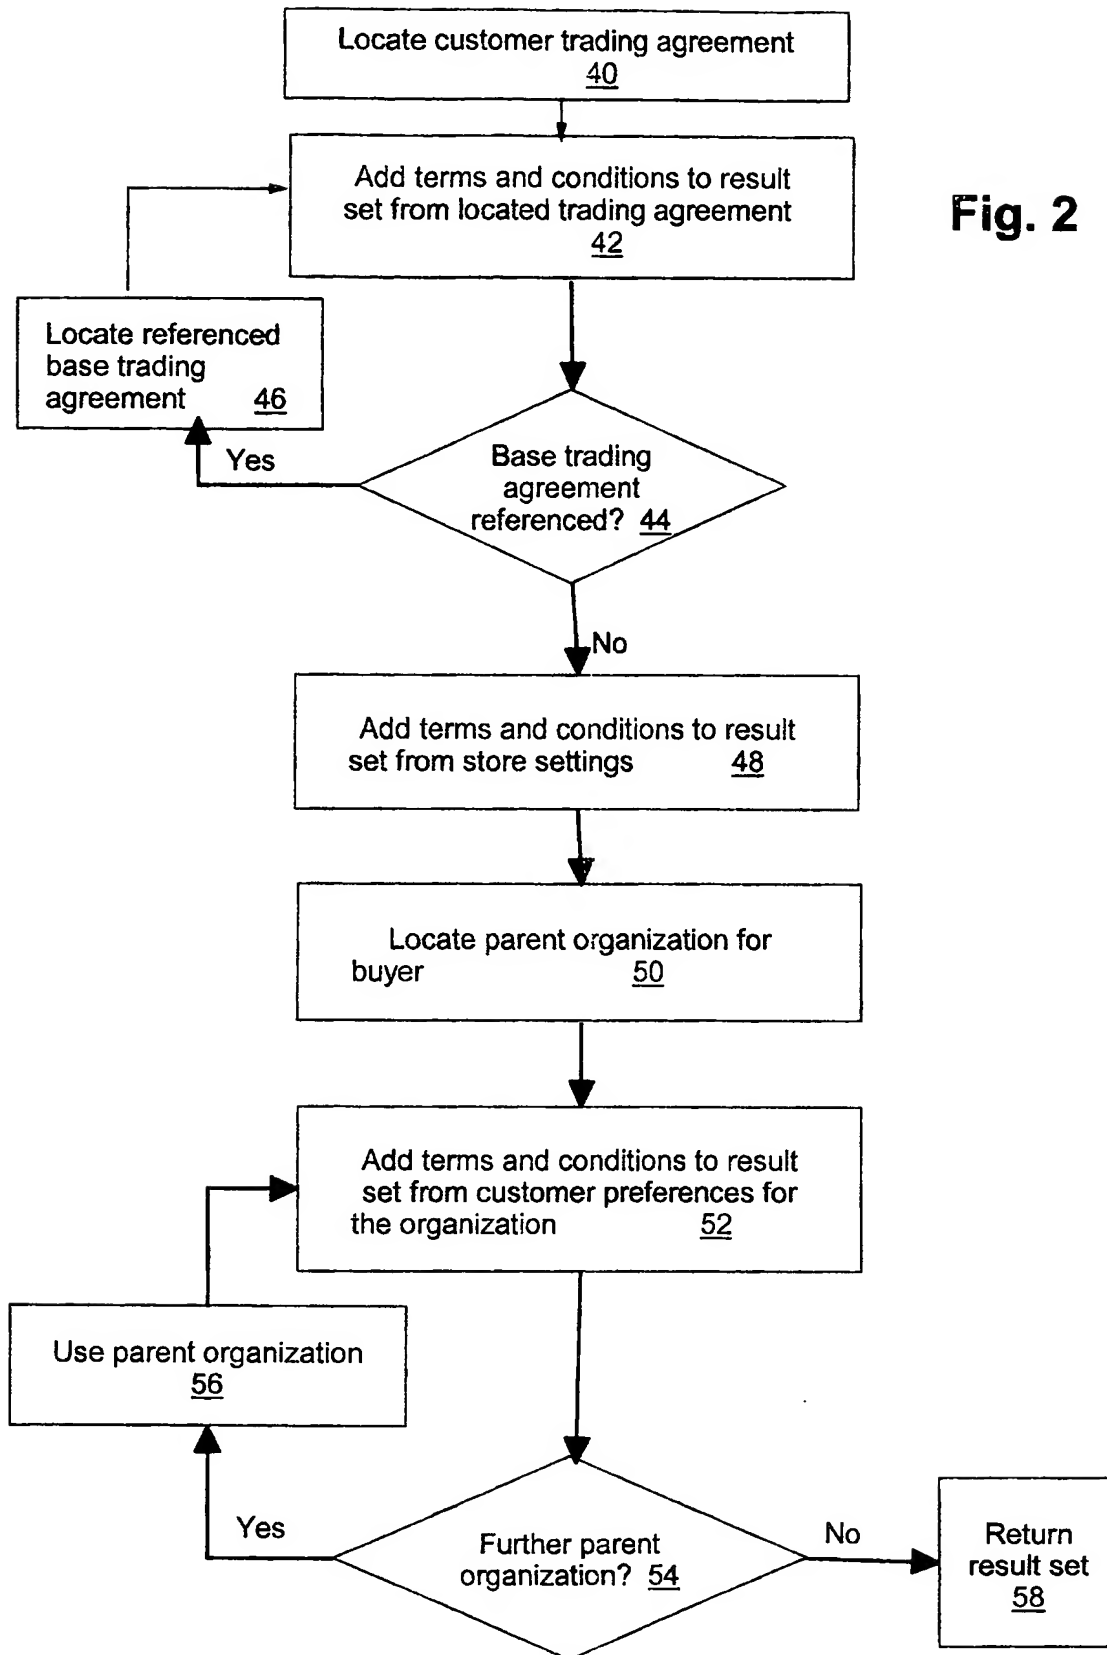 Locate customer trading agreement
40
Add terms and conditions to result
set from located trading agreement
42
Fig. 2
Locate referenced
base trading
agreement 46
Yes
Base trading
agreement
referenced? 44
No
Add terms and conditions to result
set from store settings 48
Locate parent organization for
buyer 50
Add terms and conditions to result
set from customer preferences for
the organization 52
Use parent organization
56
Yes
Further parent
organization? 54
No
Return
result set
58